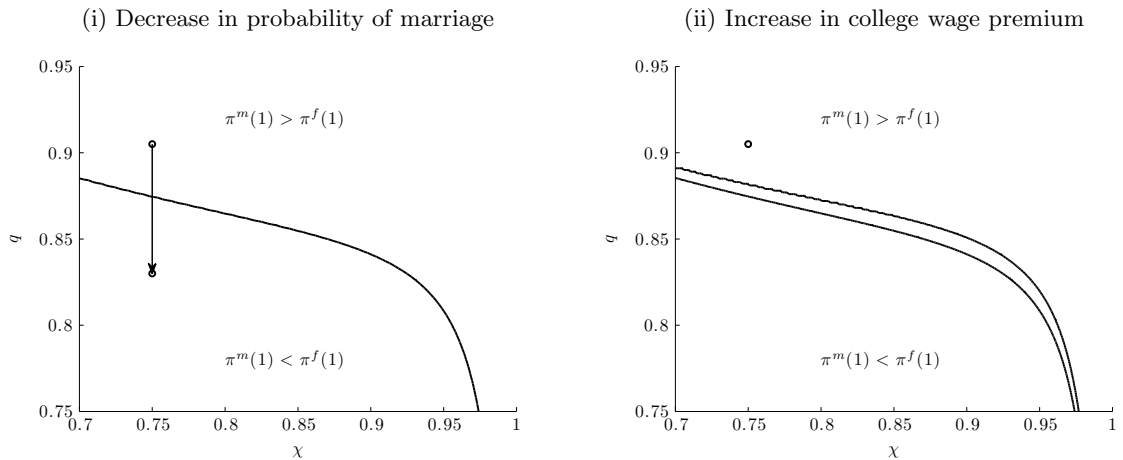 (i) Decrease in probability of marriage
0.95
0.9
0.85
0.8
0.75
q
π^m(1) > π^f(1)
π^m(1) < π^f(1)
0.7 0.75 0.8 0.85 0.9 0.95 1
χ
(ii) Increase in college wage premium
0.95
0.9
0.85
0.8
0.75
q
π^m(1) > π^f(1)
π^m(1) < π^f(1)
0.7 0.75 0.8 0.85 0.9 0.95 1
χ